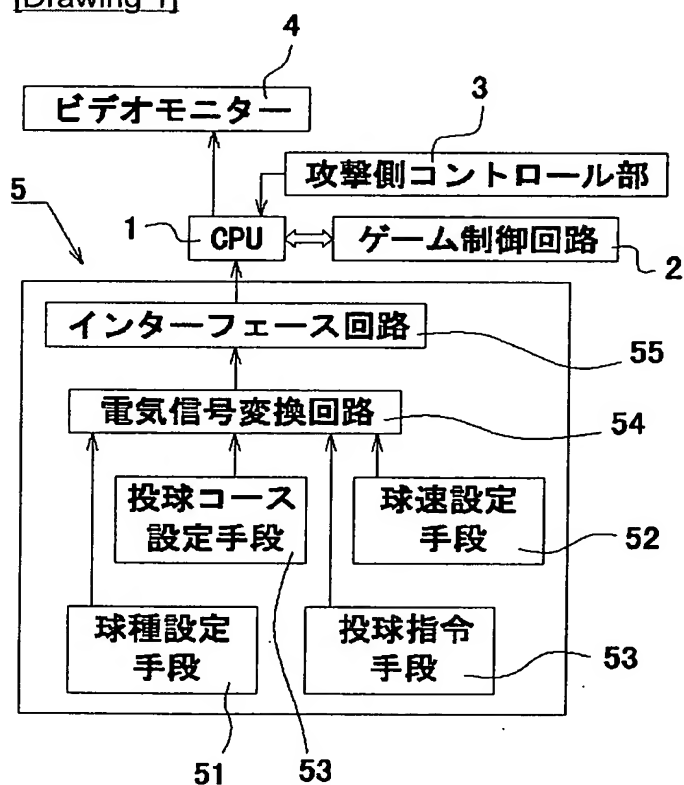 [Drawing 1]
4
ビデオモニター
3
攻撃側コントロール部
5
1
CPU
ゲーム制御回路
2
インターフェース回路
55
電気信号変換回路
54
投球コース
設定手段
球速設定
手段
52
球種設定
手段
投球指令
手段
53
51
53